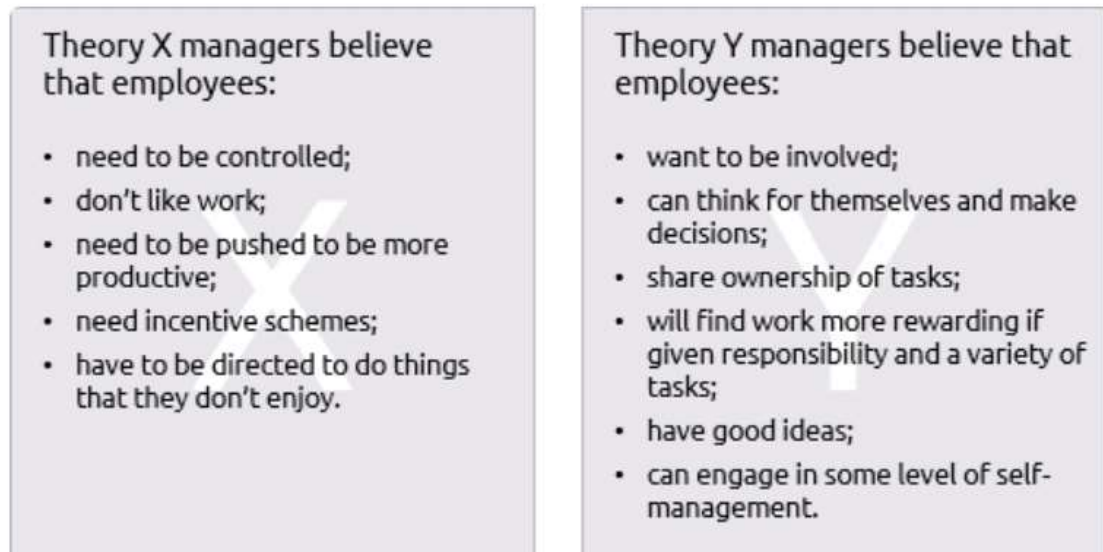 Theory X managers believe
that employees:
• need to be controlled;
• don't like work;
• need to be pushed to be more
productive;
• need incentive schemes;
• have to be directed to do things
that they don't enjoy.
X
Theory Y managers believe that
employees:
• want to be involved;
• can think for themselves and make
decisions;
• share ownership of tasks;
• will find work more rewarding if
given responsibility and a variety of
tasks;
• have good ideas;
• can engage in some level of self-
management.
Y